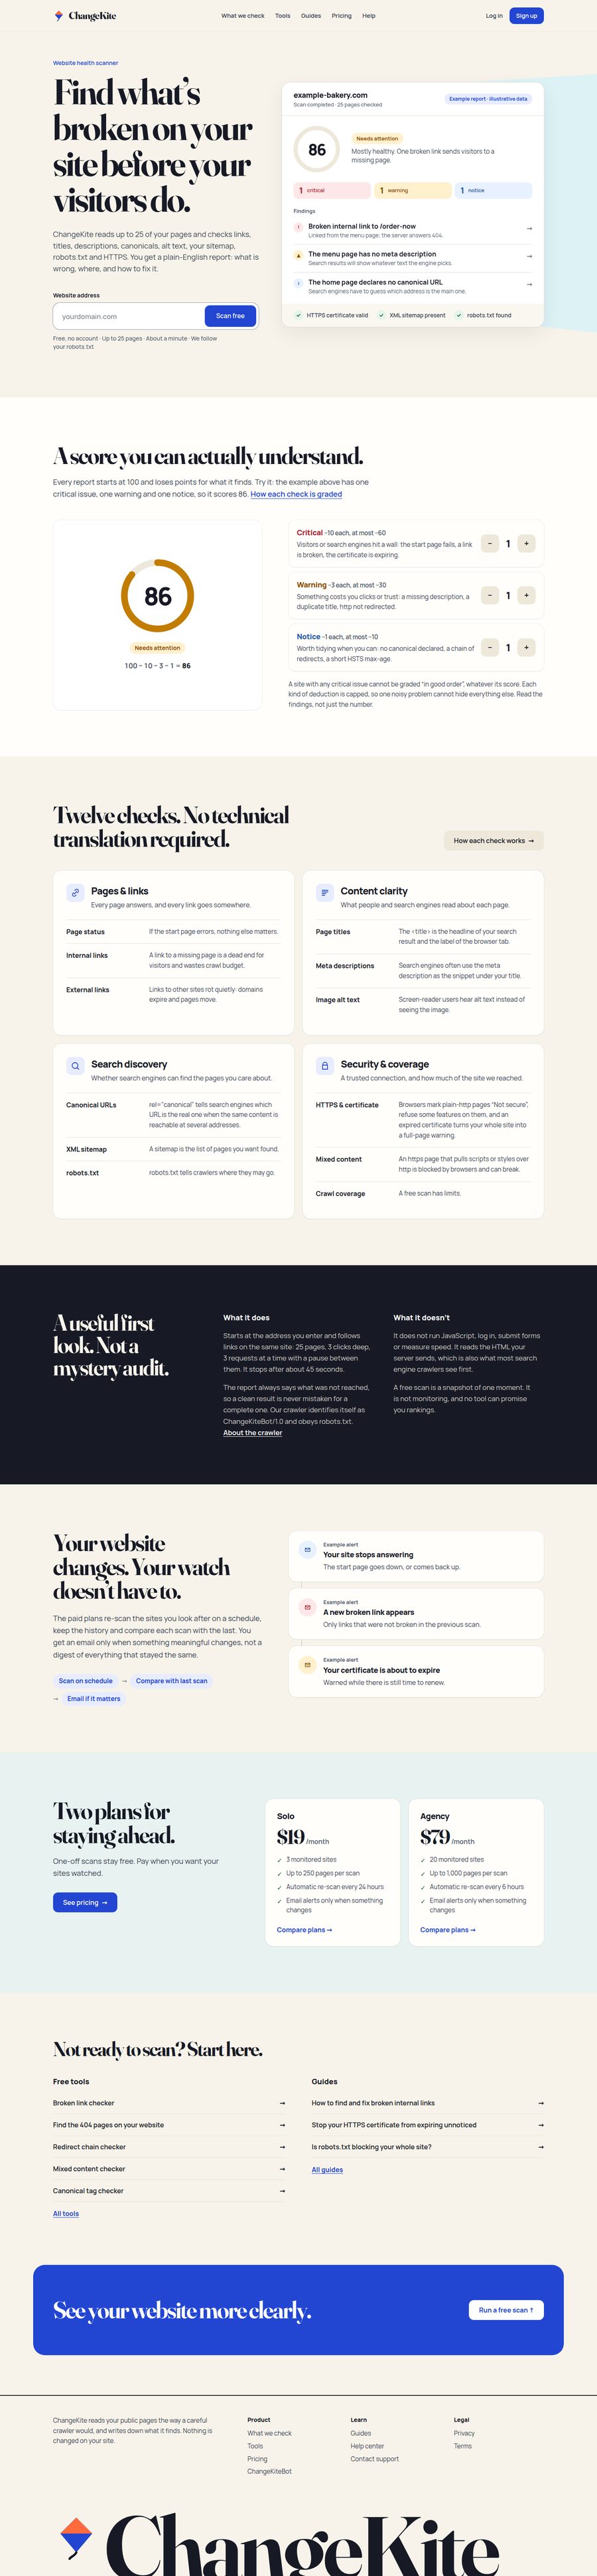 ChangeKite
What we check
Tools
Guides
Pricing
Help
Log in
Sign up
Website health scanner
Find what's
broken on your
site before your
visitors do.
ChangeKite reads up to 25 of your pages and checks links,
titles, descriptions, canonicals, alt text, your sitemap,
robots.txt and HTTPS. You get a plain-English report: what is
wrong, where, and how to fix it.
Website address
yourdomain.com
Scan free
Free, no account · Up to 25 pages · About a minute · We follow
your robots.txt
example-bakery.com
Scan completed · 25 pages checked
Example report · illustrative data
86
Needs attention
Mostly healthy. One broken link sends visitors to a
missing page.
1 critical
1 warning
1 notice
Findings
Broken internal link to /order-now
Linked from the menu page; the server answers 404.
The menu page has no meta description
Search results will show whatever text the engine picks.
The home page declares no canonical URL
Search engines have to guess which address is the main one.
HTTPS certificate valid
XML sitemap present
robots.txt found
A score you can actually understand.
Every report starts at 100 and loses points for what it finds. Try it: the example above has one
critical issue, one warning and one notice, so it scores 86. How each check is graded
86
Needs attention
100 − 10 − 3 − 1 = 86
Critical −10 each, at most −60
Visitors or search engines hit a wall: the start page fails, a link
is broken, the certificate is expiring.
− 1 +
Warning −3 each, at most −30
Something costs you clicks or trust: a missing description, a
duplicate title, http not redirected.
− 1 +
Notice −1 each, at most −10
Worth tidying when you can: no canonical declared, a chain of
redirects, a short HSTS max-age.
− 1 +
A site with any critical issue cannot be graded "in good order", whatever its score. Each
kind of deduction is capped, so one noisy problem cannot hide everything else. Read the
findings, not just the number.
Twelve checks. No technical
translation required.
How each check works →
Pages & links
Every page answers, and every link goes somewhere.
Page status
If the start page errors, nothing else matters.
Internal links
A link to a missing page is a dead end for
visitors and wastes crawl budget.
External links
Links to other sites rot quietly: domains
expire and pages move.
Content clarity
What people and search engines read about each page.
Page titles
The <title> is the headline of your search
result and the label of the browser tab.
Meta descriptions
Search engines often use the meta
description as the snippet under your title.
Image alt text
Screen-reader users hear alt text instead of
seeing the image.
Search discovery
Whether search engines can find the pages you care about.
Canonical URLs
rel="canonical" tells search engines which
URL is the real one when the same content is
reachable at several addresses.
XML sitemap
A sitemap is the list of pages you want found.
robots.txt
robots.txt tells crawlers where they may go.
Security & coverage
A trusted connection, and how much of the site we reached.
HTTPS & certificate
Browsers mark plain-http pages "Not secure",
refuse some features on them, and an
expired certificate turns your whole site into
a full-page warning.
Mixed content
An https page that pulls scripts or styles over
http is blocked by browsers and can break.
Crawl coverage
A free scan has limits.
A useful first
look. Not a
mystery audit.
What it does
Starts at the address you enter and follows
links on the same site: 25 pages, 3 clicks deep,
3 requests at a time with a pause between
them. It stops after about 45 seconds.
The report always says what was not reached,
so a clean result is never mistaken for a
complete one. Our crawler identifies itself as
ChangeKiteBot/1.0 and obeys robots.txt.
About the crawler
What it doesn't
It does not run JavaScript, log in, submit forms
or measure speed. It reads the HTML your
server sends, which is also what most search
engine crawlers see first.
A free scan is a snapshot of one moment. It
is not monitoring, and no tool can promise
you rankings.
Your website
changes. Your watch
doesn't have to.
The paid plans re-scan the sites you look after on a schedule,
keep the history and compare each scan with the last. You
get an email only when something meaningful changes, not a
digest of everything that stayed the same.
Scan on schedule → Compare with last scan
→ Email if it matters
Example alert
Your site stops answering
The start page goes down, or comes back up.
Example alert
A new broken link appears
Only links that were not broken in the previous scan.
Example alert
Your certificate is about to expire
Warned while there is still time to renew.
Two plans for
staying ahead.
One-off scans stay free. Pay when you want your
sites watched.
See pricing →
Solo
$19 /month
3 monitored sites
Up to 250 pages per scan
Automatic re-scan every 24 hours
Email alerts only when something
changes
Compare plans →
Agency
$79 /month
20 monitored sites
Up to 1,000 pages per scan
Automatic re-scan every 6 hours
Email alerts only when something
changes
Compare plans →
Not ready to scan? Start here.
Free tools
Broken link checker →
Find the 404 pages on your website →
Redirect chain checker →
Mixed content checker →
Canonical tag checker →
All tools
Guides
How to find and fix broken internal links →
Stop your HTTPS certificate from expiring unnoticed →
Is robots.txt blocking your whole site? →
All guides
See your website more clearly.
Run a free scan ↑
ChangeKite reads your public pages the way a careful
crawler would, and writes down what it finds. Nothing is
changed on your site.
Product
What we check
Tools
Pricing
ChangeKiteBot
Learn
Guides
Help center
Contact support
Legal
Privacy
Terms
ChangeKite